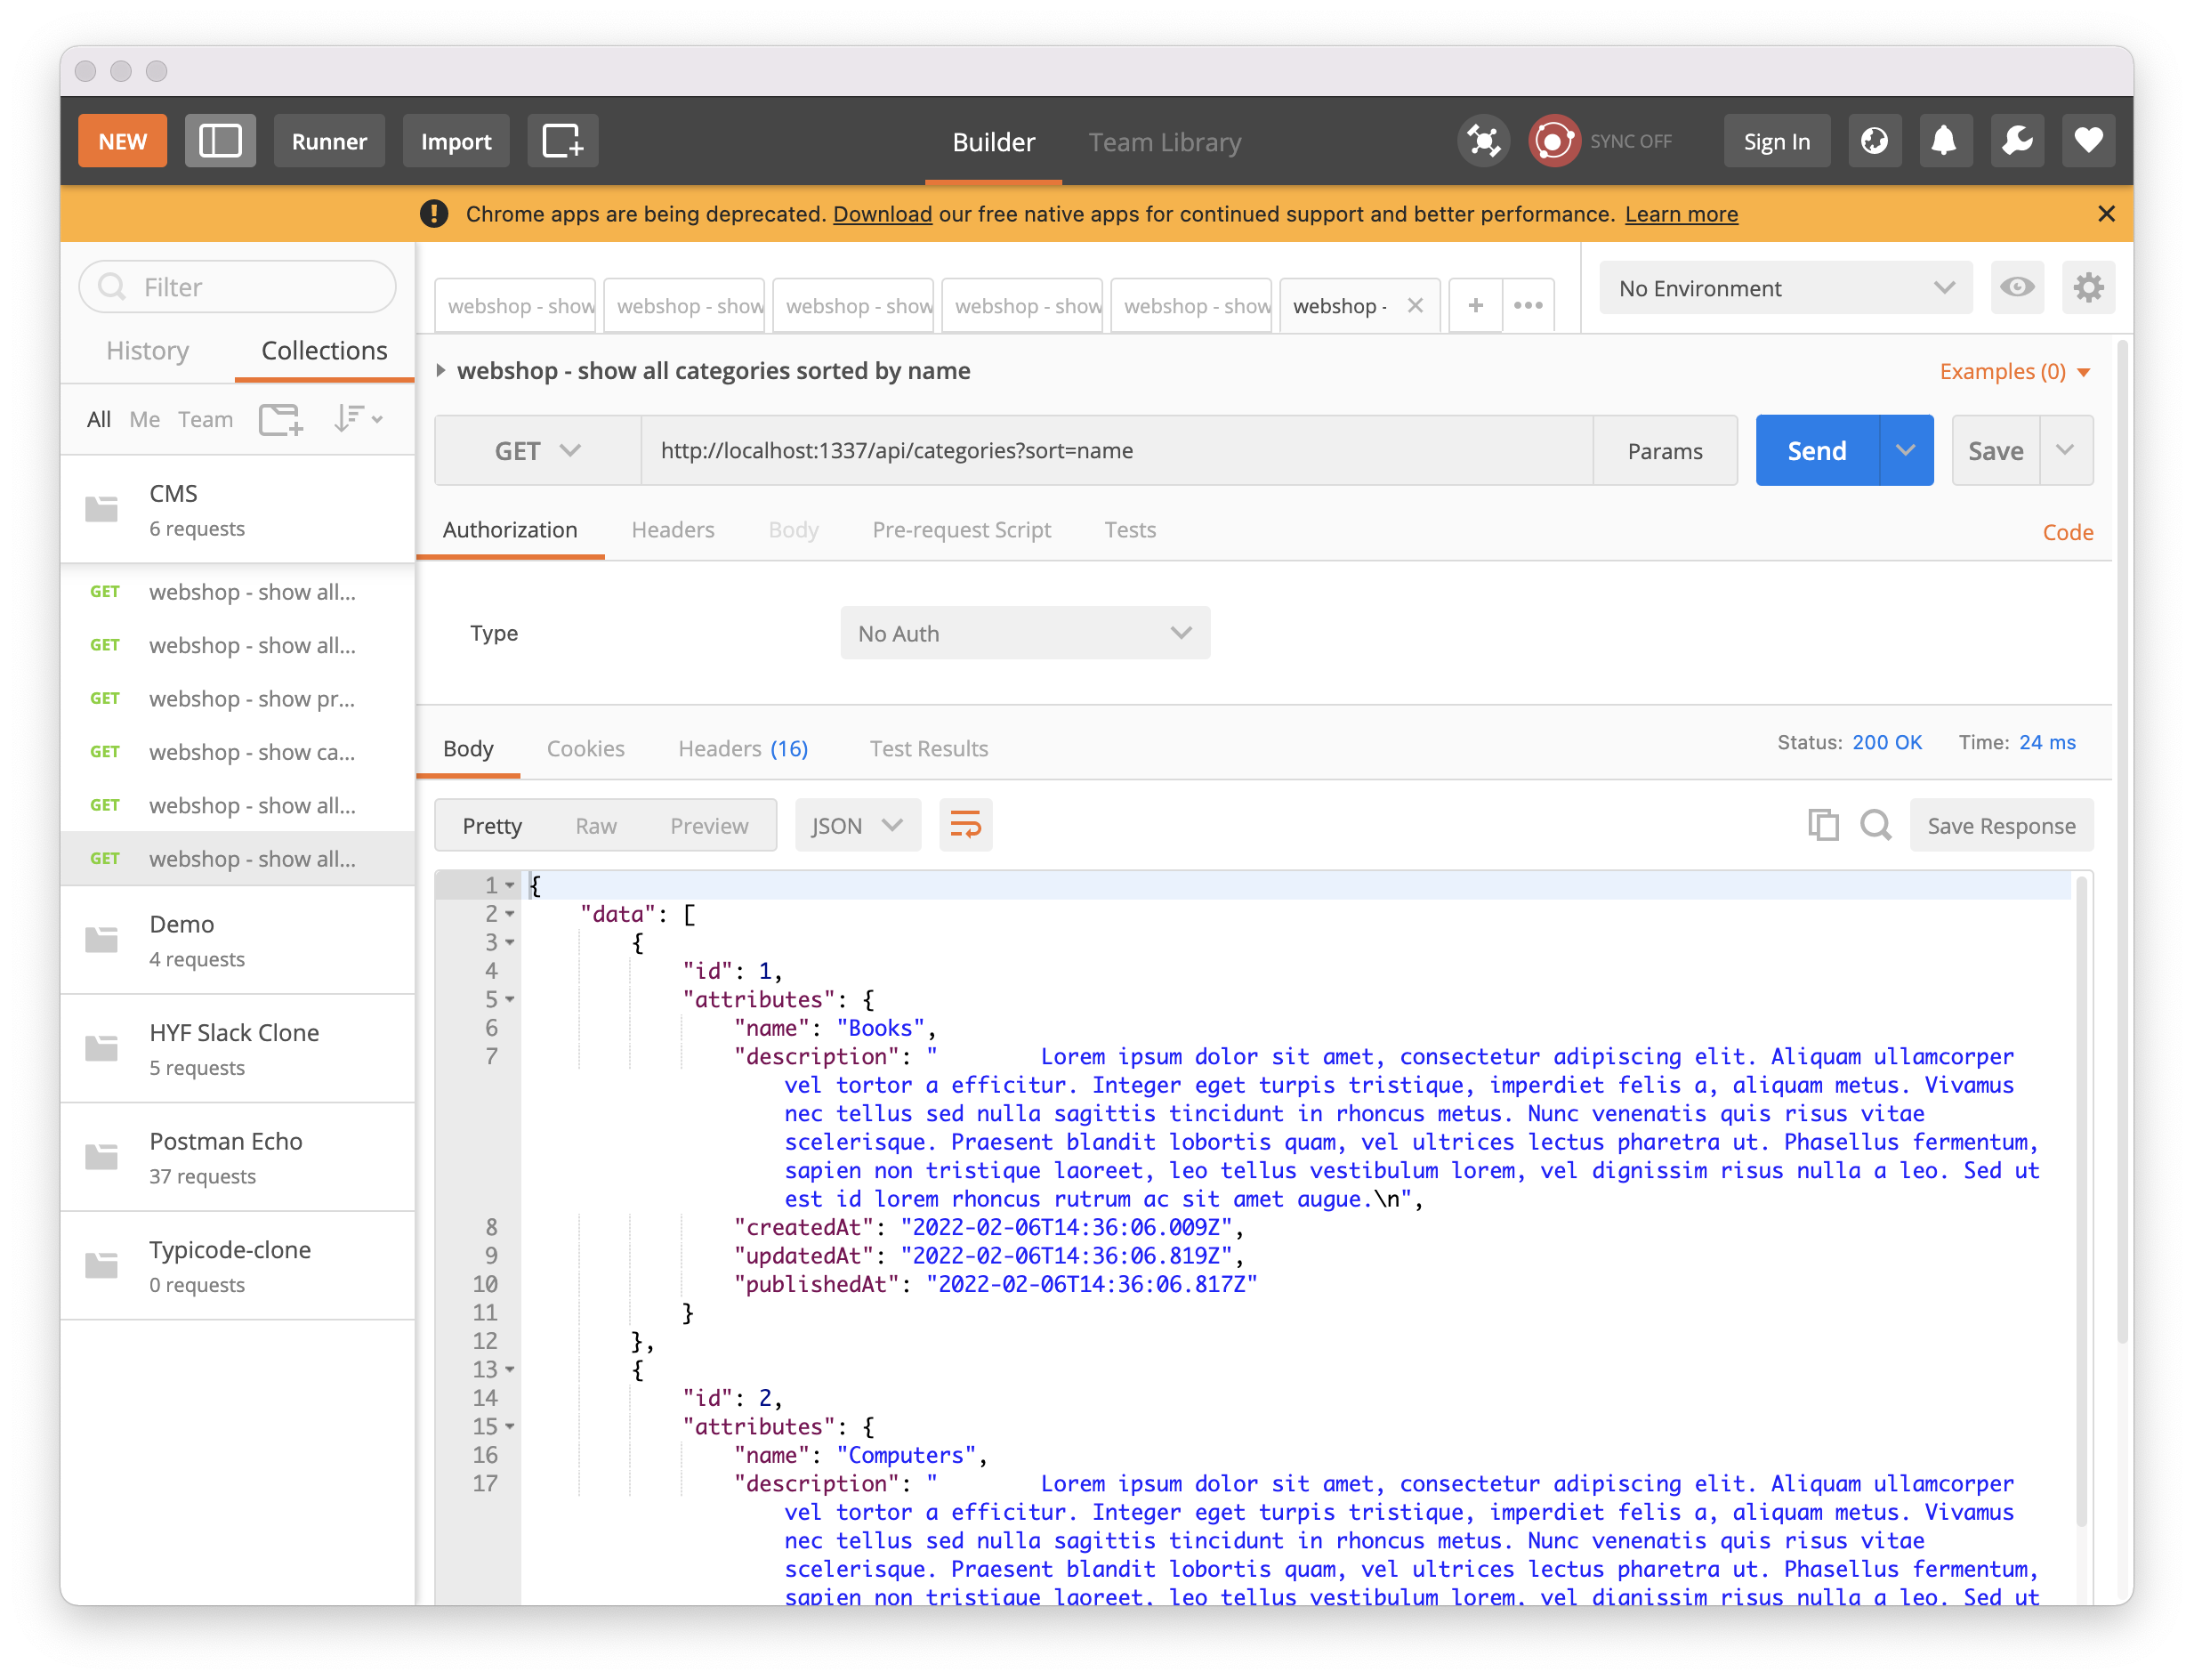 NEW Runner Import Builder Team Library SYNC OFF Sign In
Chrome apps are being deprecated. Download our free native apps for continued support and better performance. Learn more
Filter
History Collections
All Me Team
CMS
6 requests
GET webshop - show all...
GET webshop - show all...
GET webshop - show pr...
GET webshop - show ca...
GET webshop - show all...
GET webshop - show all...
Demo
4 requests
HYF Slack Clone
5 requests
Postman Echo
37 requests
Typicode-clone
0 requests
webshop - show webshop - show webshop - show webshop - show webshop - show webshop - No Environment
webshop - show all categories sorted by name Examples (0)
GET http://localhost:1337/api/categories?sort=name Params Send Save
Authorization Headers Body Pre-request Script Tests Code
Type No Auth
Body Cookies Headers (16) Test Results Status: 200 OK Time: 24 ms
Pretty Raw Preview JSON Save Response
1 {
2 "data": [
3 {
4 "id": 1,
5 "attributes": {
6 "name": "Books",
7 "description": " Lorem ipsum dolor sit amet, consectetur adipiscing elit. Aliquam ullamcorper
vel tortor a efficitur. Integer eget turpis tristique, imperdiet felis a, aliquam metus. Vivamus
nec tellus sed nulla sagittis tincidunt in rhoncus metus. Nunc venenatis quis risus vitae
scelerisque. Praesent blandit lobortis quam, vel ultrices lectus pharetra ut. Phasellus fermentum,
sapien non tristique laoreet, leo tellus vestibulum lorem, vel dignissim risus nulla a leo. Sed ut
est id lorem rhoncus rutrum ac sit amet augue.\n",
8 "createdAt": "2022-02-06T14:36:06.009Z",
9 "updatedAt": "2022-02-06T14:36:06.819Z",
10 "publishedAt": "2022-02-06T14:36:06.817Z"
11 }
12 },
13 {
14 "id": 2,
15 "attributes": {
16 "name": "Computers",
17 "description": " Lorem ipsum dolor sit amet, consectetur adipiscing elit. Aliquam ullamcorper
vel tortor a efficitur. Integer eget turpis tristique, imperdiet felis a, aliquam metus. Vivamus
nec tellus sed nulla sagittis tincidunt in rhoncus metus. Nunc venenatis quis risus vitae
scelerisque. Praesent blandit lobortis quam, vel ultrices lectus pharetra ut. Phasellus fermentum,
sapien non tristique laoreet, leo tellus vestibulum lorem, vel dignissim risus nulla a leo. Sed ut